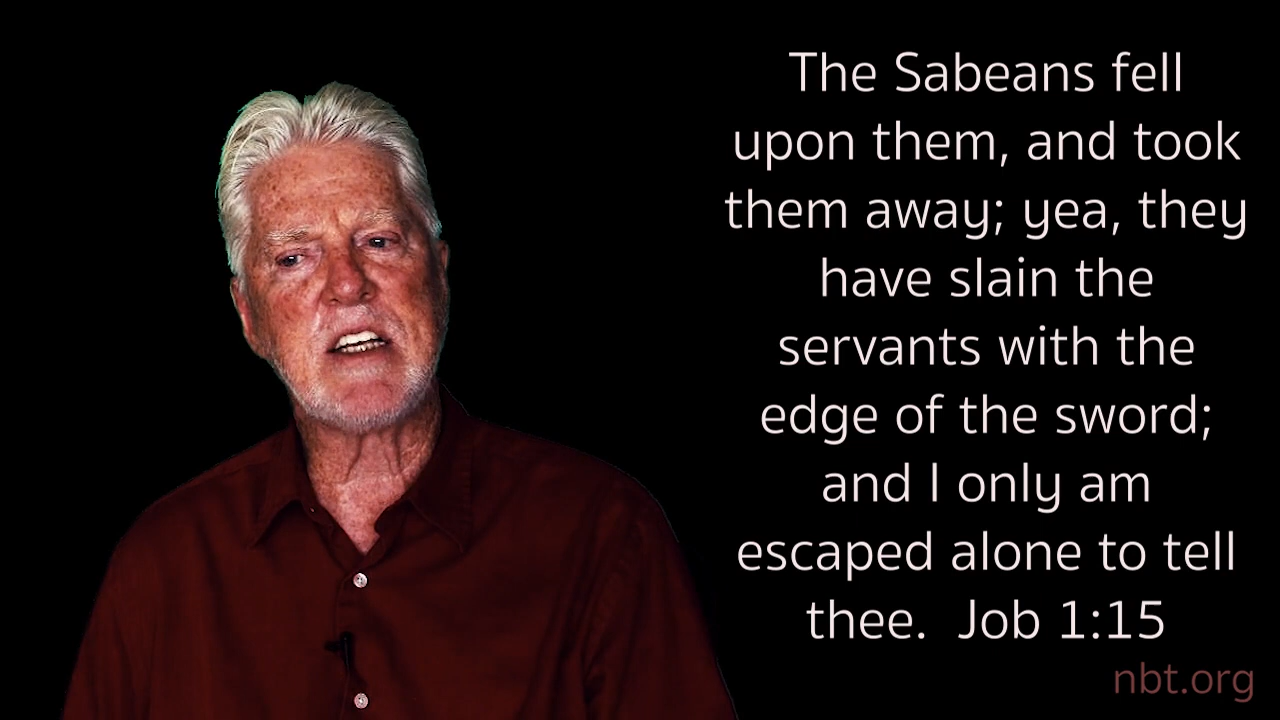 The Sabeans fell
upon them, and took
them away; yea, they
have slain the
servants with the
edge of the sword;
and I only am
escaped alone to tell
thee.  Job 1:15
nbt.org